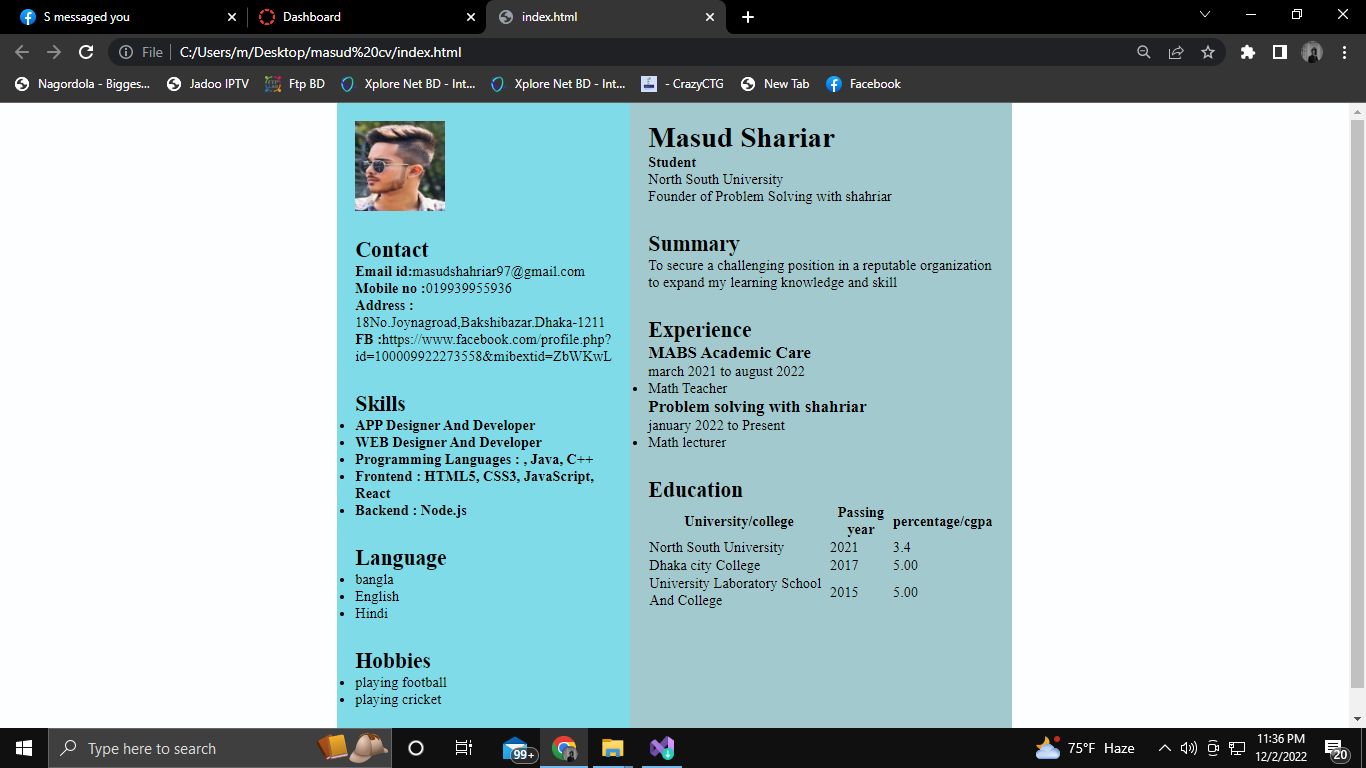 S messaged you
Dashboard
index.html
File
C:/Users/m/Desktop/masud%20cv/index.html
Nagordola - Bigges...
Jadoo IPTV
Ftp BD
Xplore Net BD - Int...
Xplore Net BD - Int...
- CrazyCTG
New Tab
Facebook
Contact
Email id:masudshahriar97@gmail.com
Mobile no :019939955936
Address :
18No.Joynagroad,Bakshibazar.Dhaka-1211
FB :https://www.facebook.com/profile.php?
id=100009922273558&mibextid=ZbWKwL
Skills
• APP Designer And Developer
• WEB Designer And Developer
• Programming Languages : , Java, C++
• Frontend : HTML5, CSS3, JavaScript,
React
• Backend : Node.js
Language
• bangla
• English
• Hindi
Hobbies
• playing football
• playing cricket
Masud Shariar
Student
North South University
Founder of Problem Solving with shahriar
Summary
To secure a challenging position in a reputable organization
to expand my learning knowledge and skill
Experience
MABS Academic Care
march 2021 to august 2022
• Math Teacher
Problem solving with shahriar
january 2022 to Present
• Math lecturer
Education
University/college Passing year percentage/cgpa
North South University 2021 3.4
Dhaka city College 2017 5.00
University Laboratory School
And College 2015 5.00
Type here to search
99+
75°F Haze
11:36 PM
12/2/2022
20